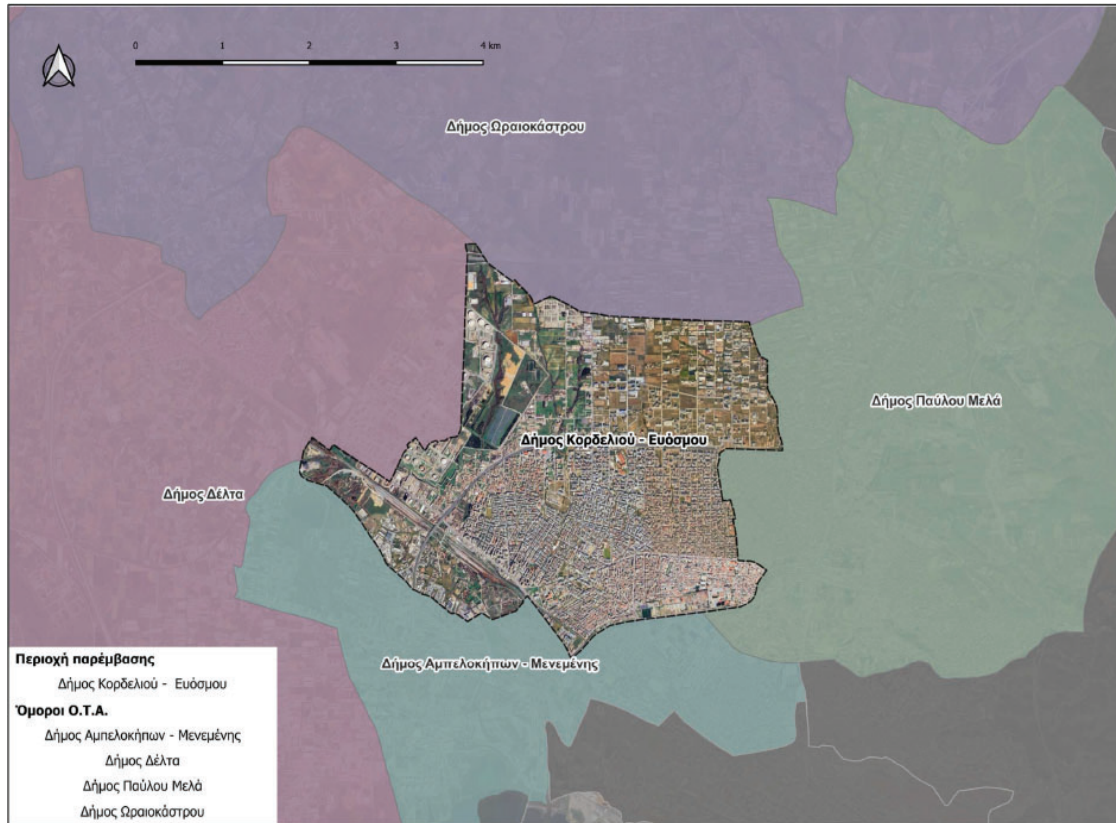 0 1 2 3 4 km
Δήμος Ωραιοκάστρου
Δήμος Παύλου Μελά
Δήμος Κορδελιού - Ευόσμου
Δήμος Δέλτα
Δήμος Αμπελοκήπων - Μενεμένης
Περιοχή παρέμβασης
Δήμος Κορδελιού - Ευόσμου
Όμοροι Ο.Τ.Α.
Δήμος Αμπελοκήπων - Μενεμένης
Δήμος Δέλτα
Δήμος Παύλου Μελά
Δήμος Ωραιοκάστρου